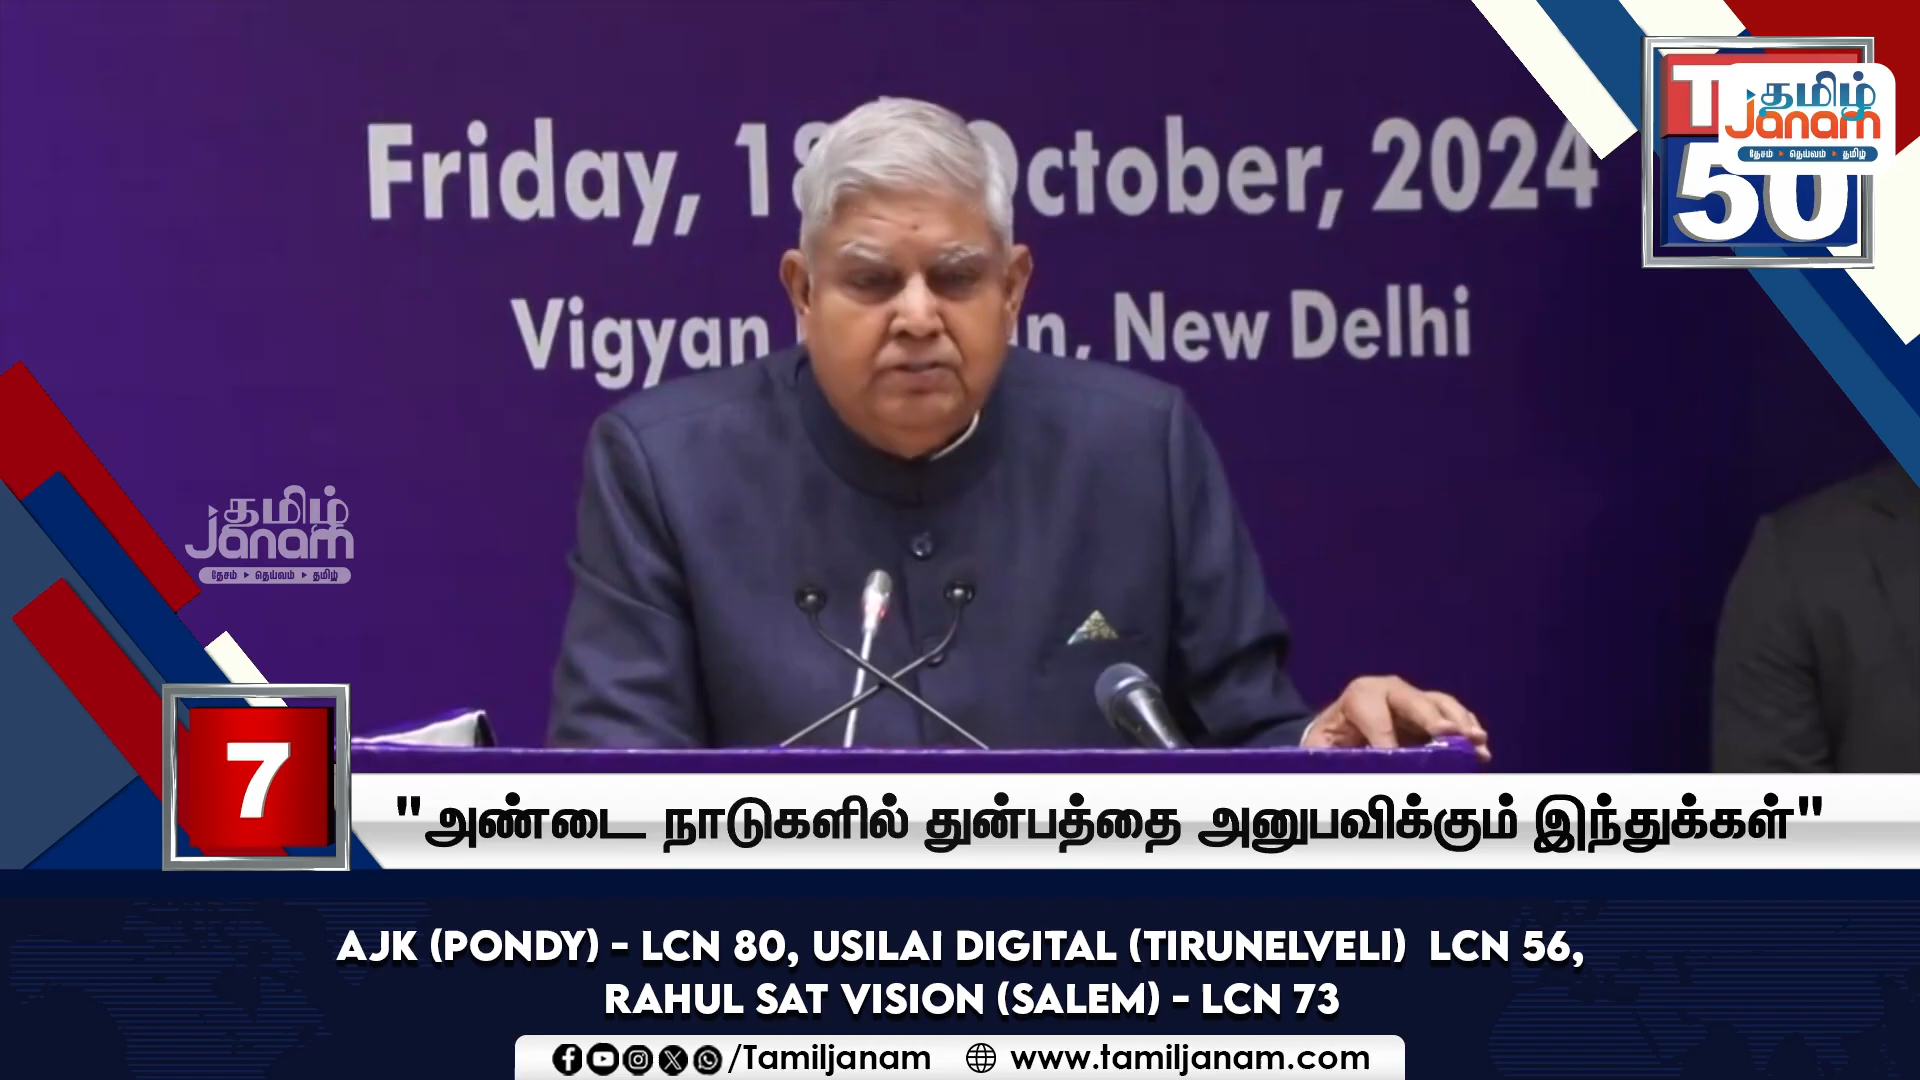 Friday, 18 October, 2024
Vigyan n, New Delhi
தமிழ்
Janam
தேசம் ▸ தெய்வம் ▸ தமிழ்
50
தமிழ்
Janam
தேசம் ▸ தெய்வம் ▸ தமிழ்
7
"அண்டை நாடுகளில் துன்பத்தை அனுபவிக்கும் இந்துக்கள்"
AJK (PONDY) - LCN 80, USILAI DIGITAL (TIRUNELVELI) LCN 56,
RAHUL SAT VISION (SALEM) - LCN 73
/Tamiljanam www.tamiljanam.com